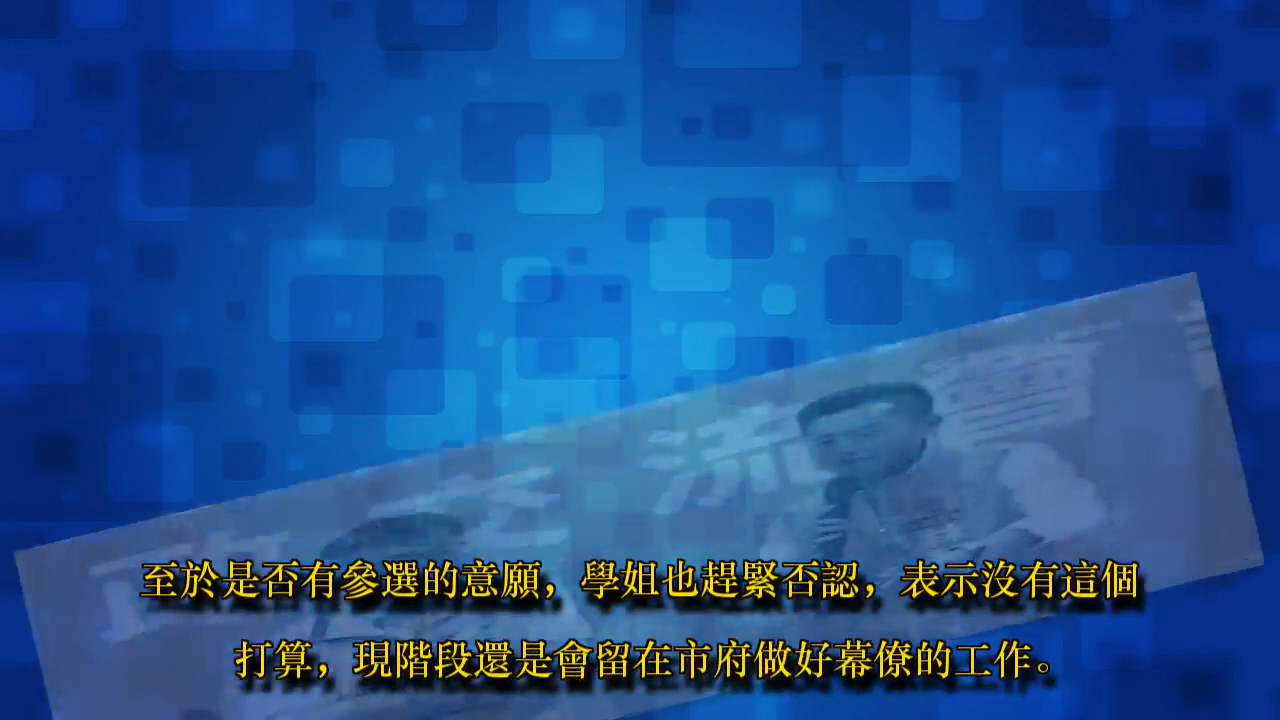 流
至於是否有參選的意願，學姐也趕緊否認，表示沒有這個
打算，現階段還是會留在市府做好幕僚的工作。